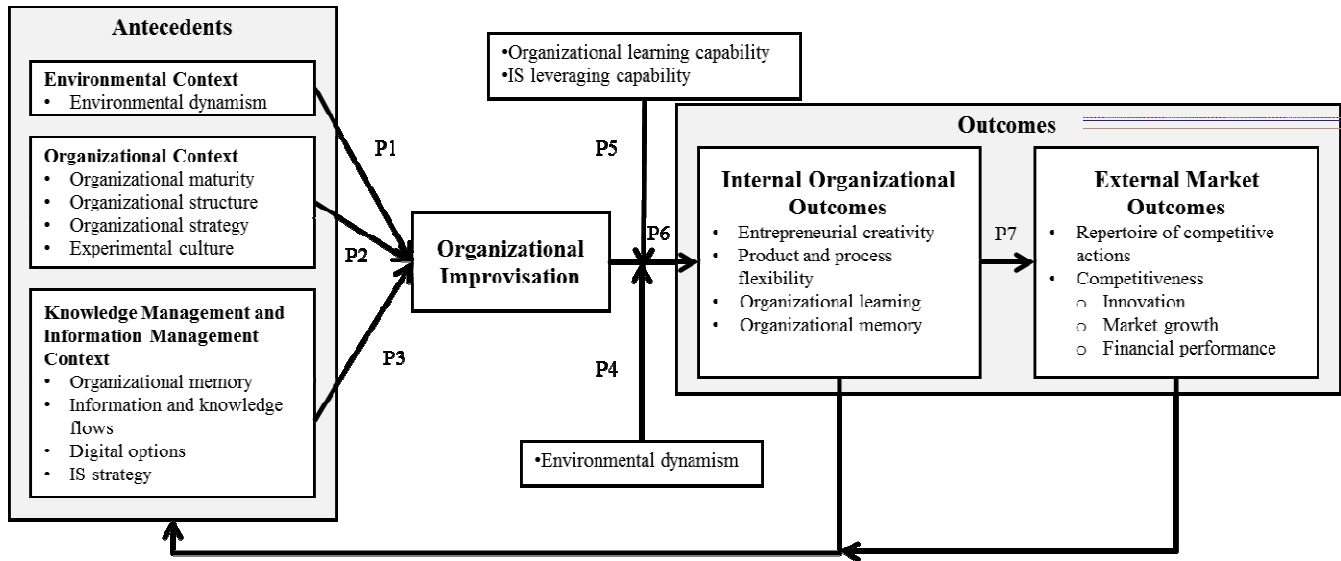 Antecedents
Environmental Context
• Environmental dynamism
Organizational Context
• Organizational maturity
• Organizational structure
• Organizational strategy
• Experimental culture
Knowledge Management and
Information Management
Context
• Organizational memory
• Information and knowledge
flows
• Digital options
• IS strategy
P1
P2
P3
Organizational
Improvisation
•Organizational learning capability
•IS leveraging capability
P5
P6
P4
•Environmental dynamism
Outcomes
Internal Organizational
Outcomes
• Entrepreneurial creativity
• Product and process
flexibility
• Organizational learning
• Organizational memory
P7
External Market
Outcomes
• Repertoire of competitive
actions
• Competitiveness
o Innovation
o Market growth
o Financial performance